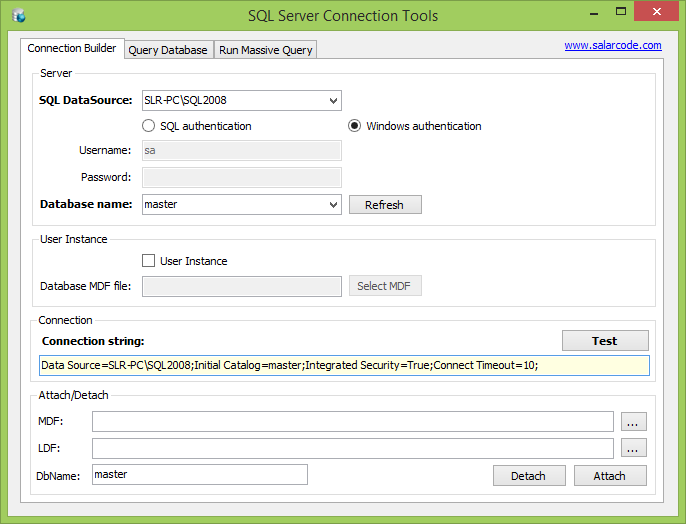 SQL Server Connection Tools
Connection Builder Query Database Run Massive Query www.salarcode.com
Server
SQL DataSource: SLR-PC\SQL2008
SQL authentication Windows authentication
Username: sa
Password:
Database name: master Refresh
User Instance
User Instance
Database MDF file: Select MDF
Connection
Connection string: Test
Data Source=SLR-PC\SQL2008;Initial Catalog=master;Integrated Security=True;Connect Timeout=10;
Attach/Detach
MDF: ...
LDF: ...
DbName: master Detach Attach